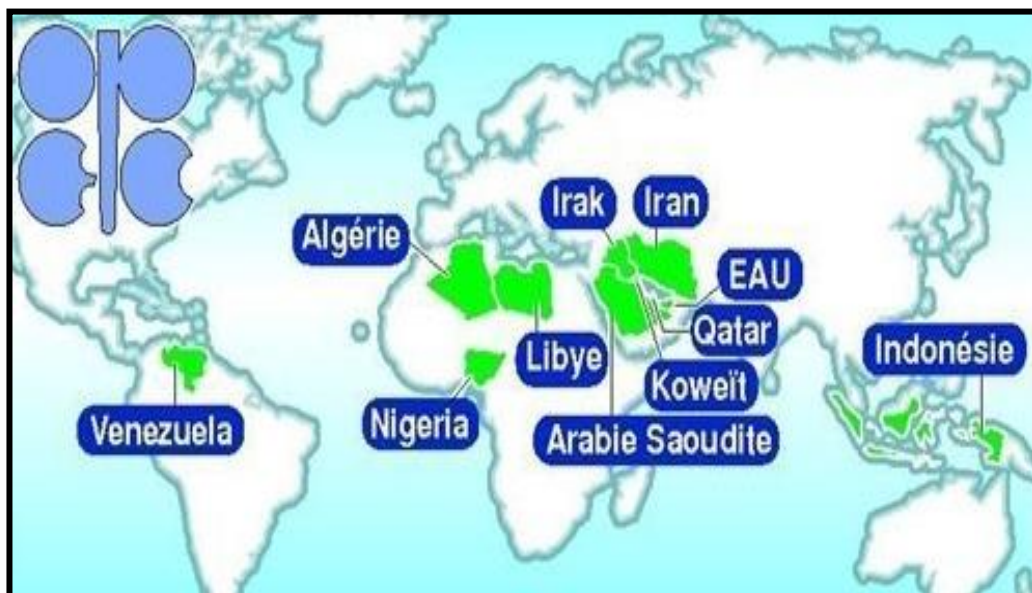 Irak
Iran
Algérie
EAU
Qatar
Indonésie
Libye
Koweït
Nigeria
Venezuela
Arabie Saoudite